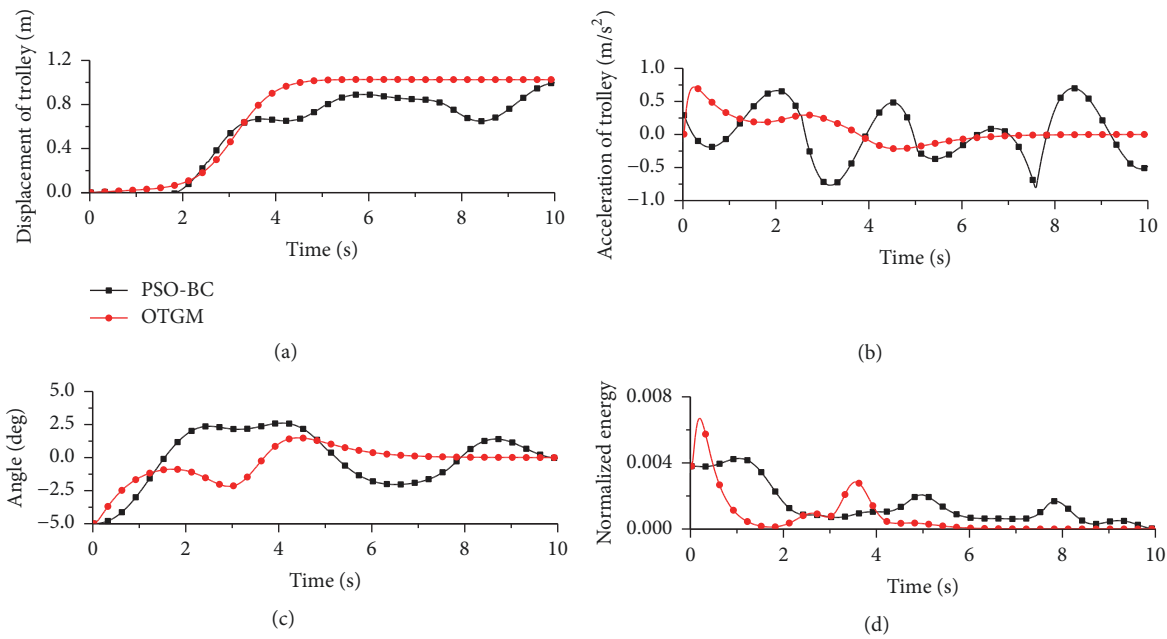 Displacement of trolley (m)
1.2
0.8
0.4
0.0
0 2 4 6 8 10
Time (s)
PSO-BC
OTGM
(a)
Acceleration of trolley (m/s²)
1.0
0.5
0.0
−0.5
−1.0
0 2 4 6 8 10
Time (s)
(b)
Angle (deg)
5.0
2.5
0.0
−2.5
−5.0
0 2 4 6 8 10
Time (s)
(c)
Normalized energy
0.008
0.004
0.000
0 2 4 6 8 10
Time (s)
(d)